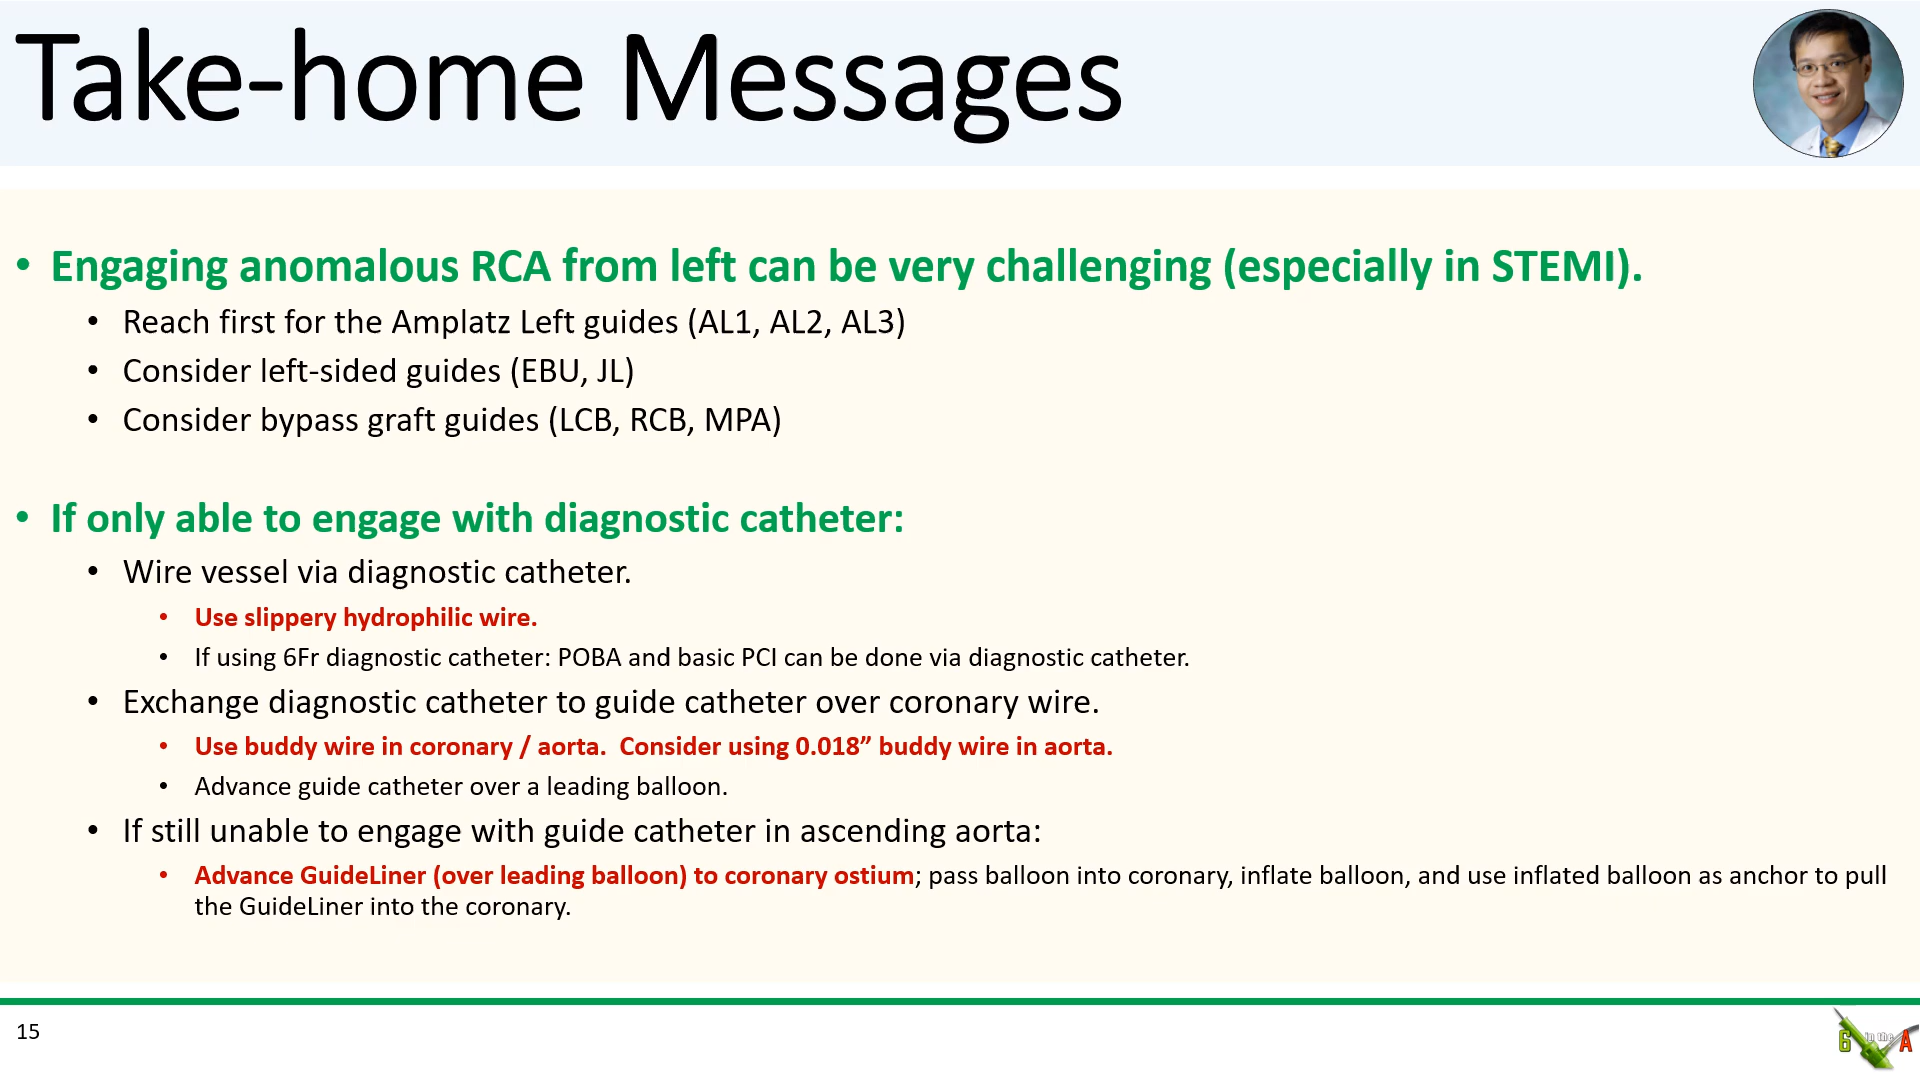 Take-home Messages
• Engaging anomalous RCA from left can be very challenging (especially in STEMI).
• Reach first for the Amplatz Left guides (AL1, AL2, AL3)
• Consider left-sided guides (EBU, JL)
• Consider bypass graft guides (LCB, RCB, MPA)
• If only able to engage with diagnostic catheter:
• Wire vessel via diagnostic catheter.
• Use slippery hydrophilic wire.
• If using 6Fr diagnostic catheter: POBA and basic PCI can be done via diagnostic catheter.
• Exchange diagnostic catheter to guide catheter over coronary wire.
• Use buddy wire in coronary / aorta.  Consider using 0.018” buddy wire in aorta.
• Advance guide catheter over a leading balloon.
• If still unable to engage with guide catheter in ascending aorta:
• Advance GuideLiner (over leading balloon) to coronary ostium; pass balloon into coronary, inflate balloon, and use inflated balloon as anchor to pull
the GuideLiner into the coronary.
15
6 in the A